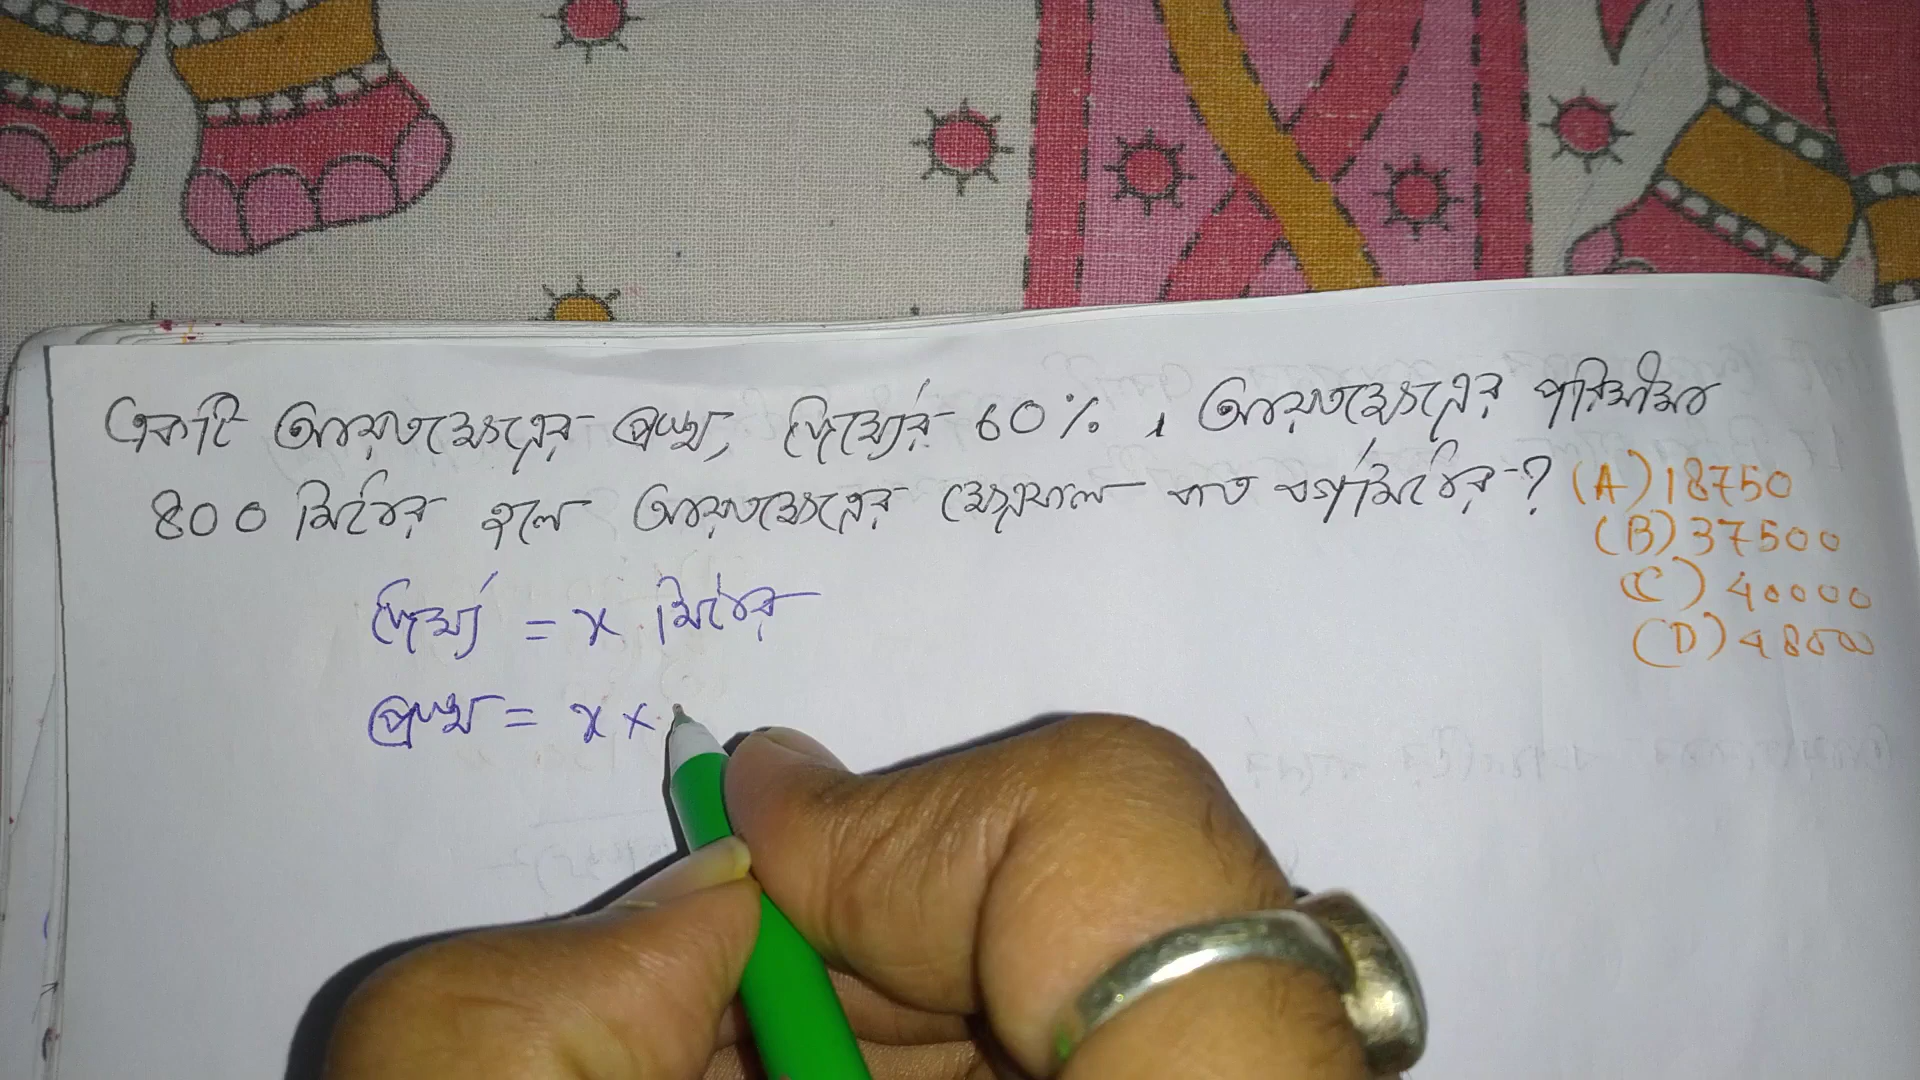 একটি আয়তক্ষেত্রের প্রস্থ, দৈর্ঘ্যের 60%। আয়তক্ষেত্রের পরিসীমা
800 মিটার হলে আয়তক্ষেত্রের ক্ষেত্রফল কত বর্গমিটার? (A) 18750
(B) 37500
(C) 40000
(D) 48000
দৈর্ঘ্য = x মিটার
প্রস্থ = x ×